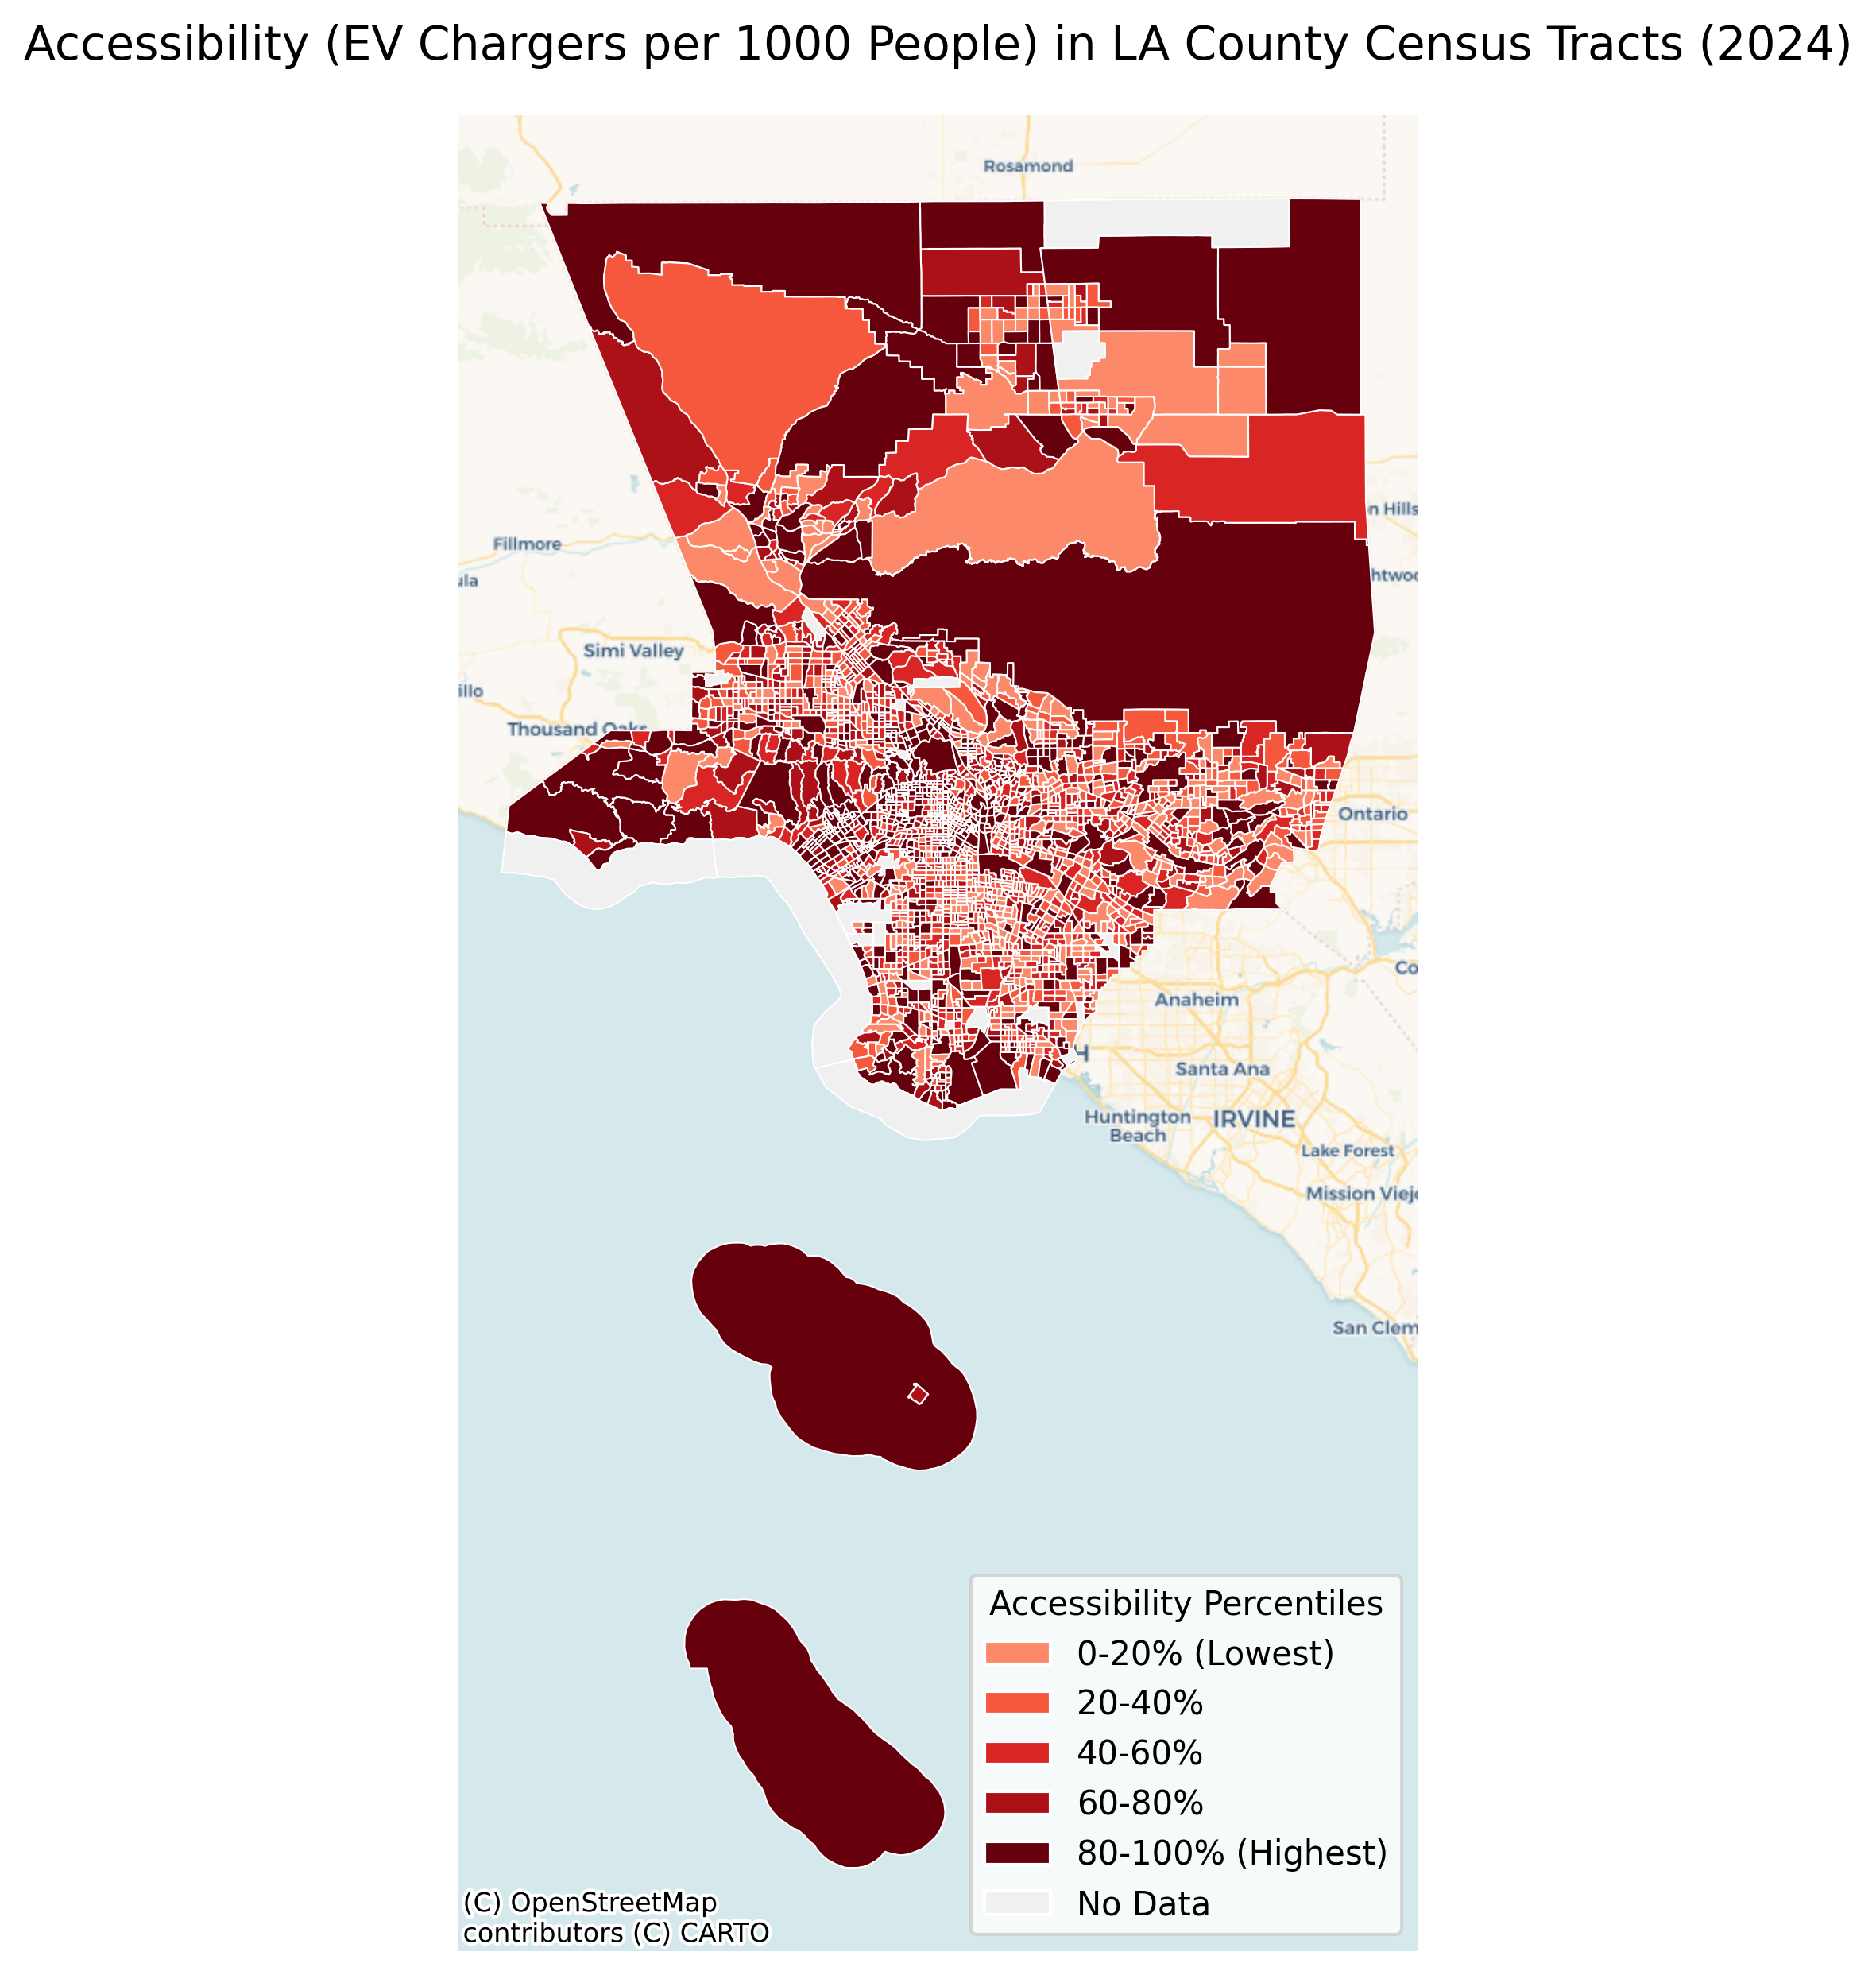 Accessibility (EV Chargers per 1000 People) in LA County Census Tracts (2024)
Rosamond
n Hills
Fillmore
htwoo
ula
Simi Valley
illo
Thousand Oaks
Ontario
Co
Anaheim
H
Santa Ana
Huntington
Beach
IRVINE
Lake Forest
Mission Viejo
San Clem
Accessibility Percentiles
0-20% (Lowest)
20-40%
40-60%
60-80%
80-100% (Highest)
No Data
(C) OpenStreetMap
contributors (C) CARTO